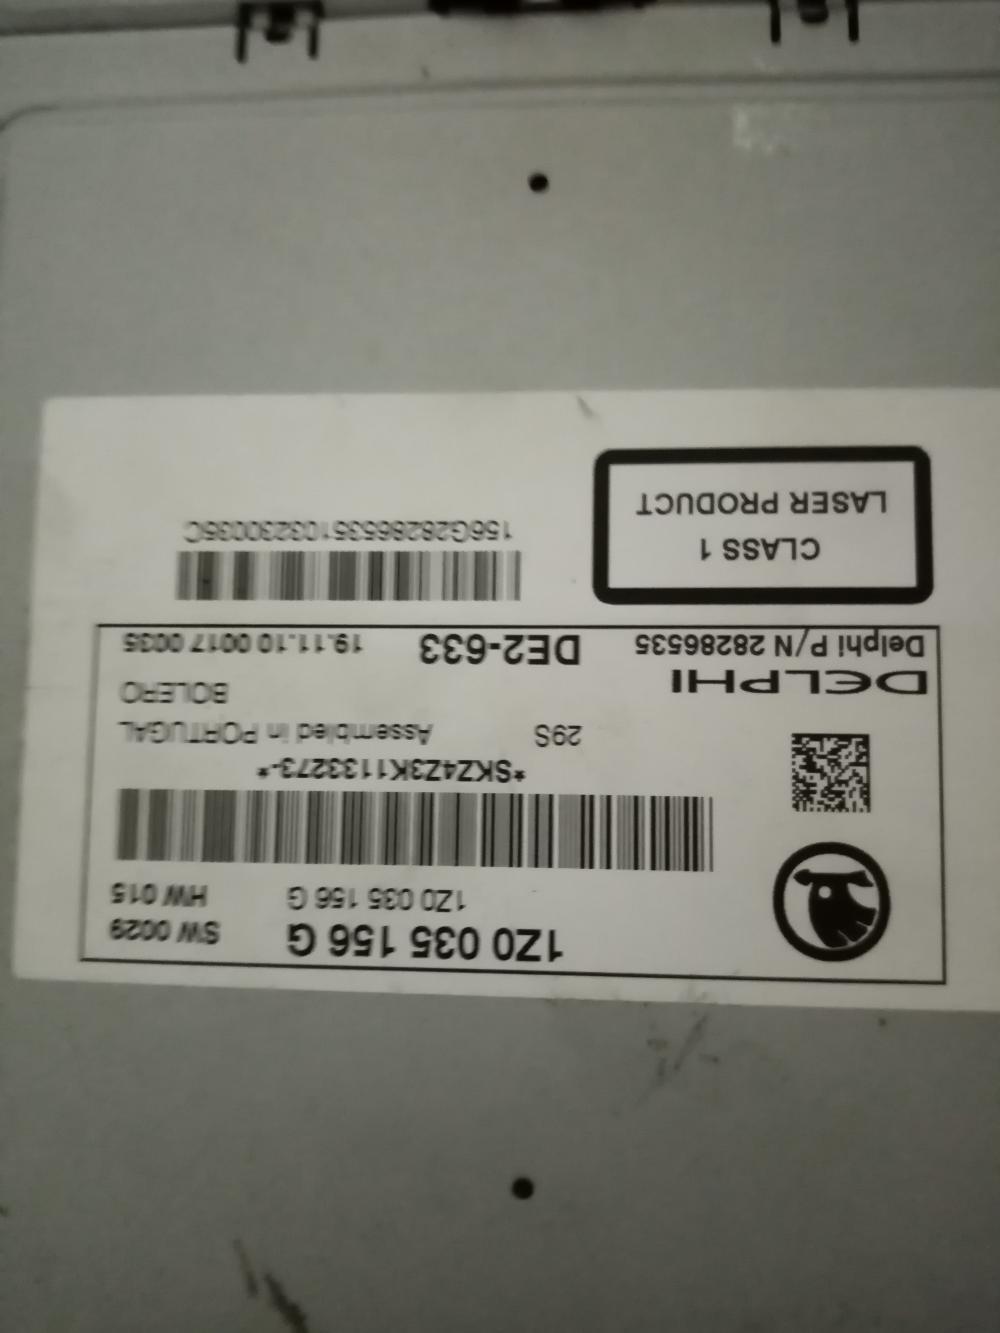 1Z0 035 156 G SW 0029
1Z0 035 156 G HW 015
*SKZ4Z3K1133273-*
29S Assembled in PORTUGAL
DELPHI BOLERO
Delphi P/N 28286535 DE2-633 19.11.10 0017 0035
CLASS 1
LASER PRODUCT
156G28286535103230035C